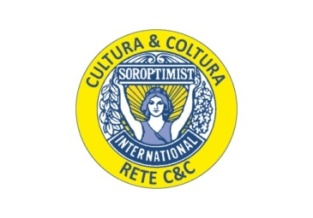 CULTURA & COLTURA
SOROPTIMIST
INTERNATIONAL
RETE C&C